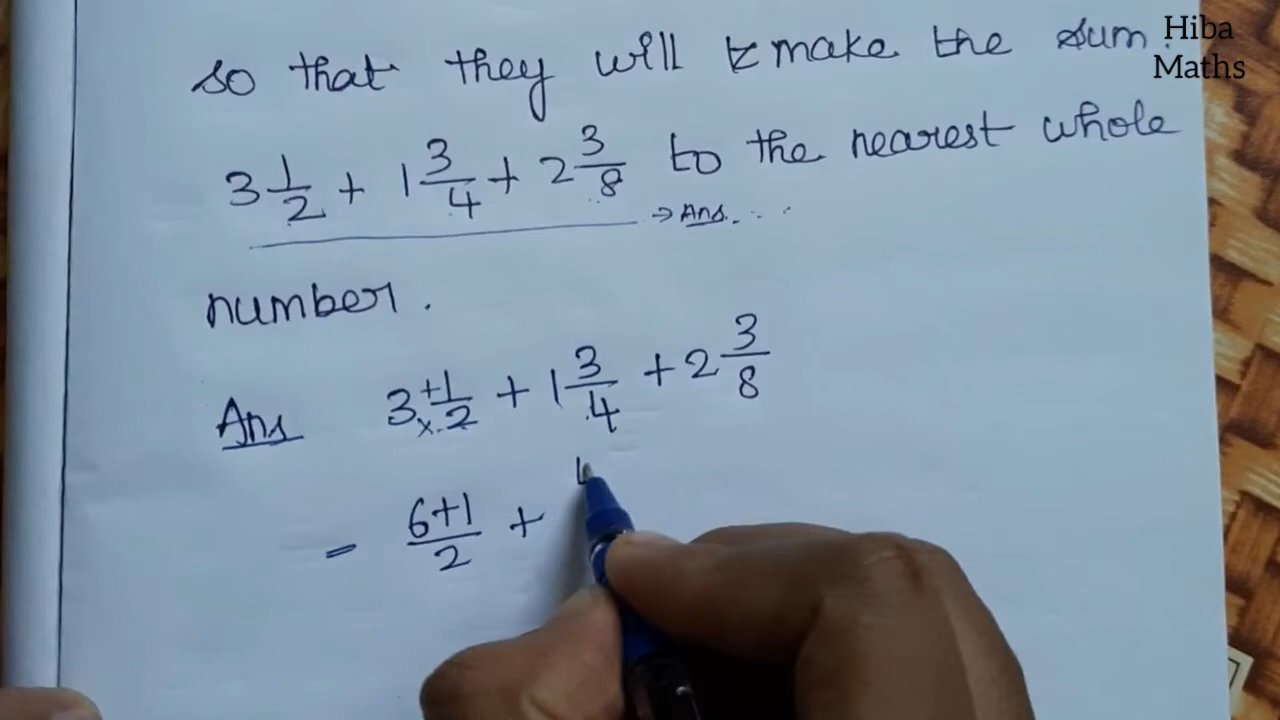 so that they will make the sum.
Hiba
Maths
3 1/2 + 1 3/4 + 2 3/8 to the nearest whole
→ Ans. . .
number.
Ans 3 +1/×2 + 1 3/4 + 2 3/8
= 6+1/2 + 4